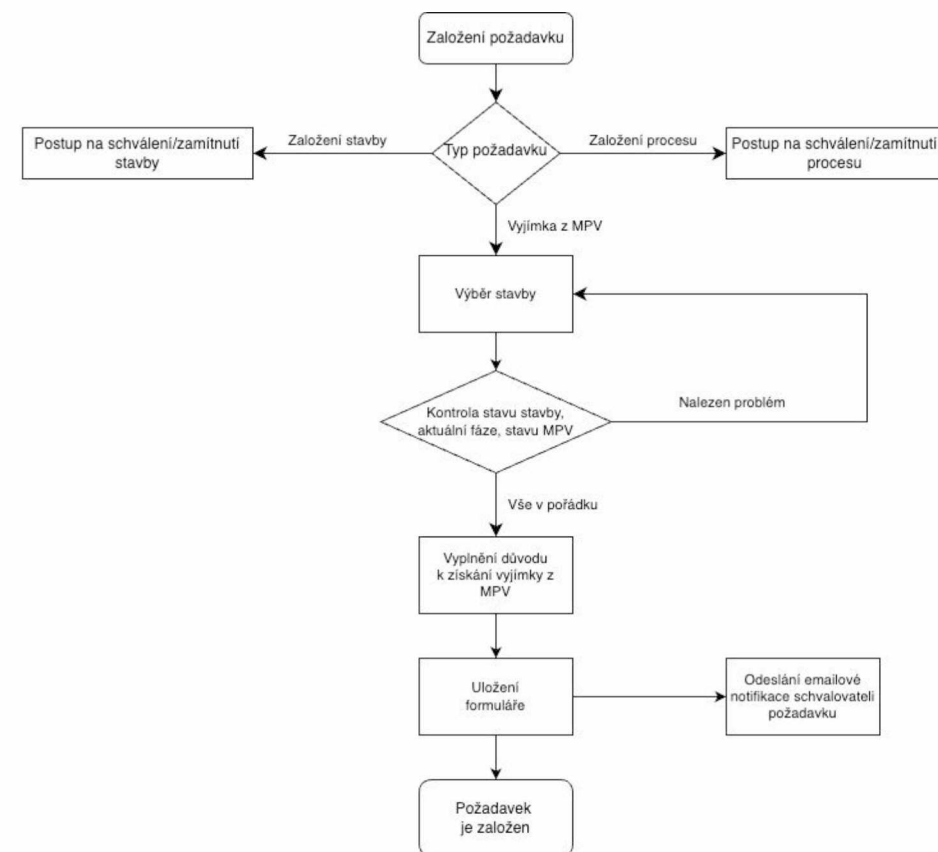 Založení požadavku
Založení stavby
Typ požadavku
Založení procesu
Postup na schválení/zamítnutí
stavby
Postup na schválení/zamítnutí
procesu
Vyjímka z MPV
Výběr stavby
Nalezen problém
Kontrola stavu stavby,
aktuální fáze, stavu MPV
Vše v pořádku
Vyplnění důvodu
k získání vyjímky z
MPV
Uložení
formuláře
Odeslání emailové
notifikace schvalovateli
požadavku
Požadavek
je založen